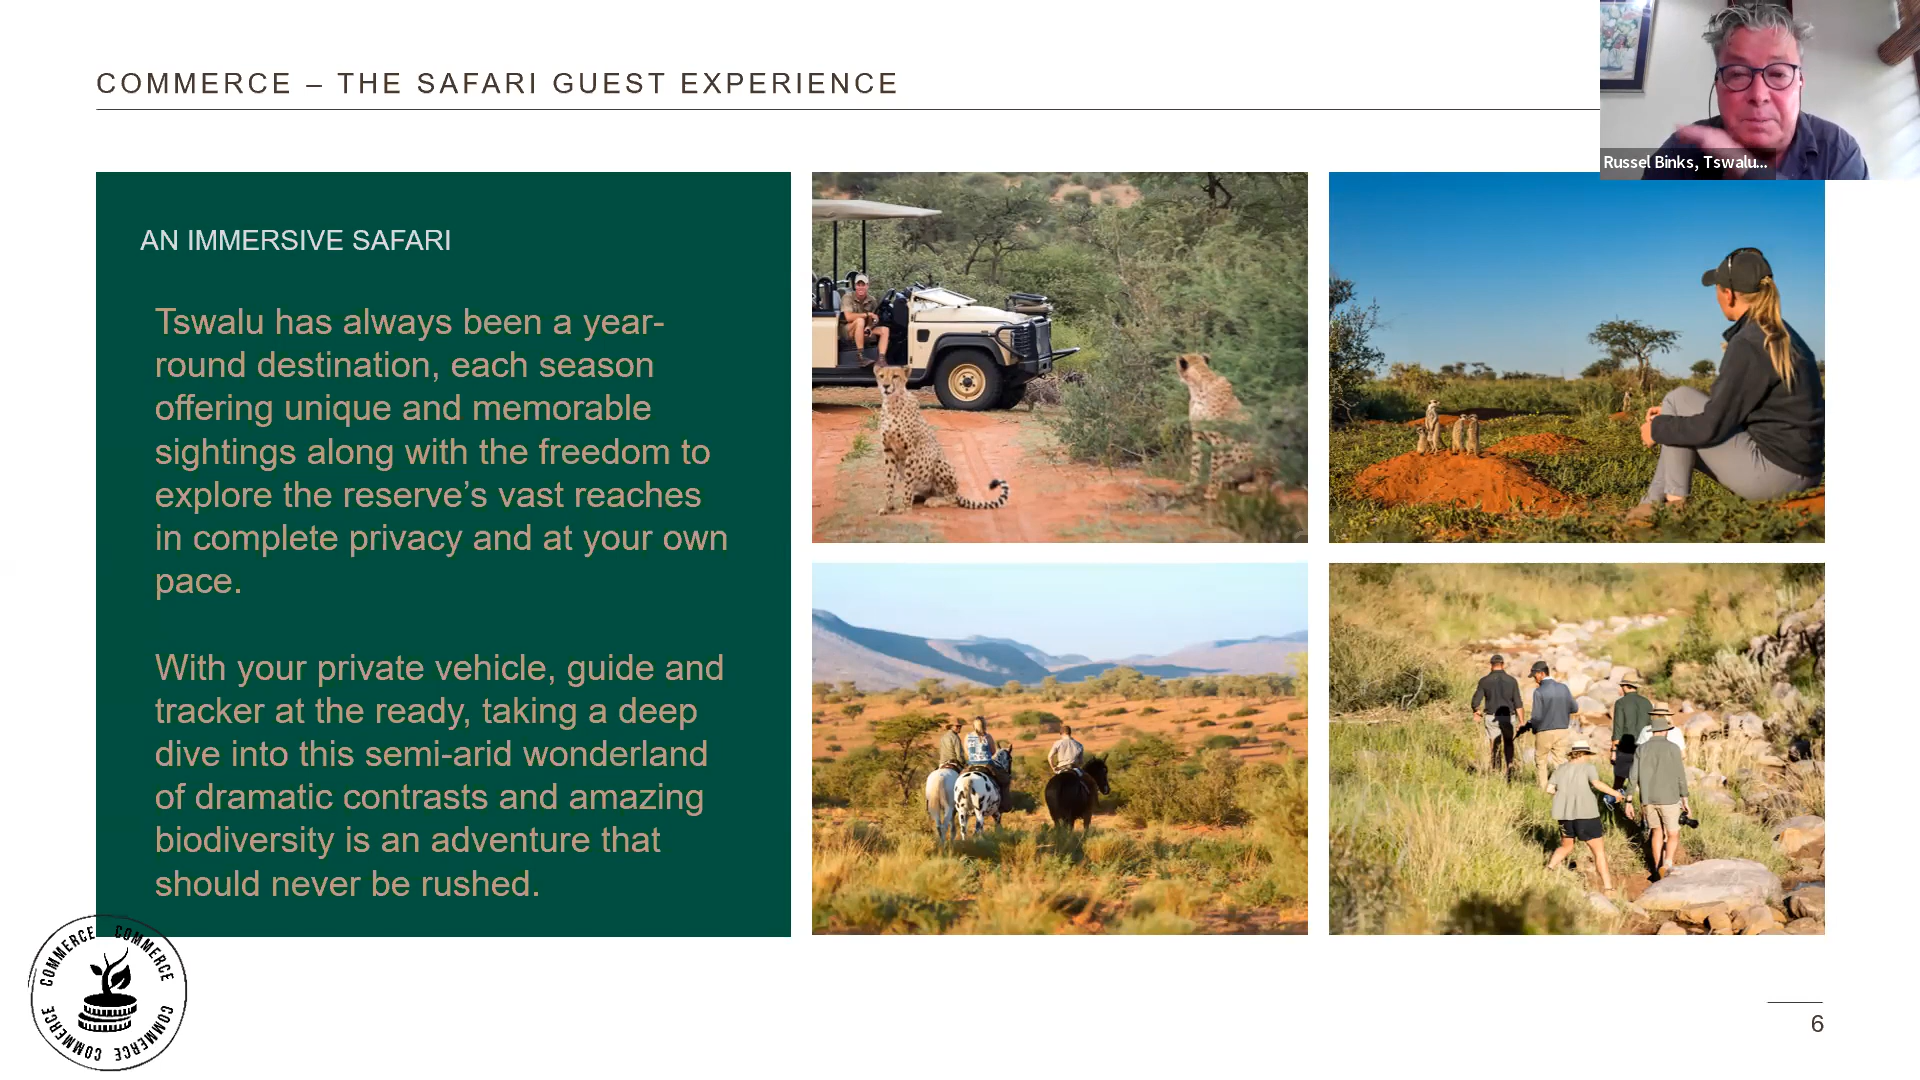 COMMERCE – THE SAFARI GUEST EXPERIENCE
Russel Binks, Tswalu...
AN IMMERSIVE SAFARI
Tswalu has always been a year-
round destination, each season
offering unique and memorable
sightings along with the freedom to
explore the reserve’s vast reaches
in complete privacy and at your own
pace.
With your private vehicle, guide and
tracker at the ready, taking a deep
dive into this semi-arid wonderland
of dramatic contrasts and amazing
biodiversity is an adventure that
should never be rushed.
COMMERCE COMMERCE COMMERCE COMMERCE COMMERCE
6